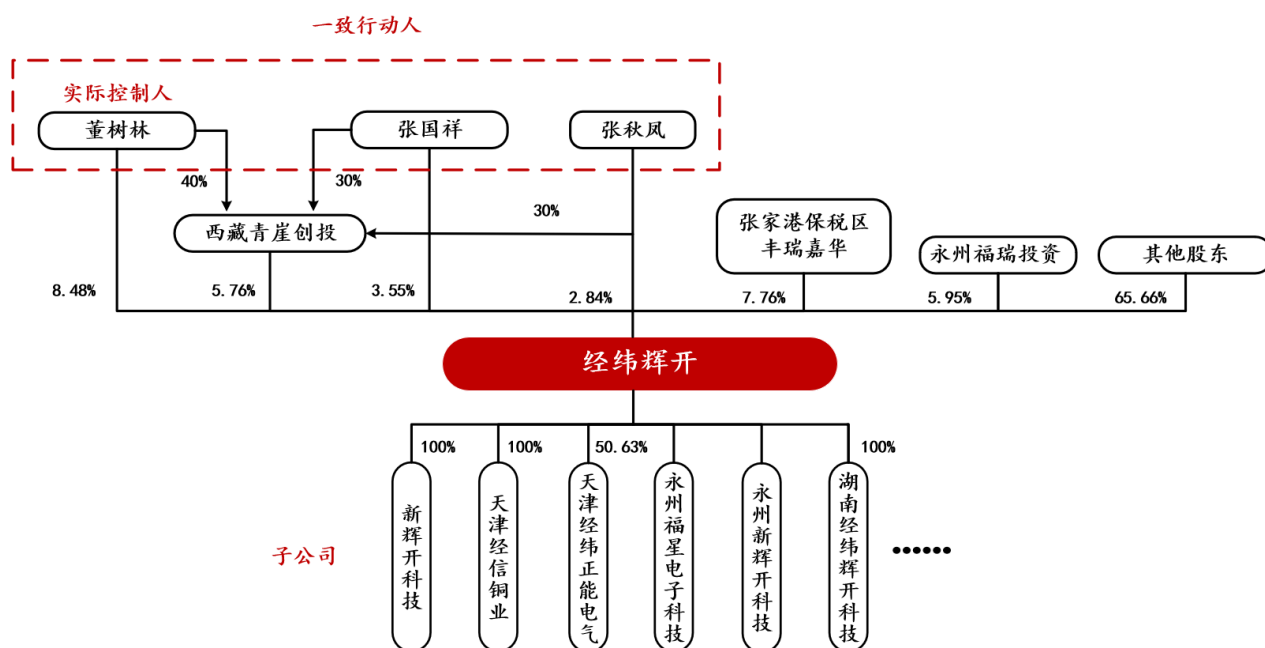 一致行动人
实际控制人
董树林
张国祥
张秋凤
40%
30%
30%
西藏青崖创投
张家港保税区
丰瑞嘉华
永州福瑞投资
其他股东
8.48%
5.76%
3.55%
2.84%
7.76%
5.95%
65.66%
经纬辉开
100%
100%
50.63%
100%
子公司
新辉开科技
天津经信铜业
天津经纬正能电气
永州福星电子科技
永州新辉开科技
湖南经纬辉开科技
••••••